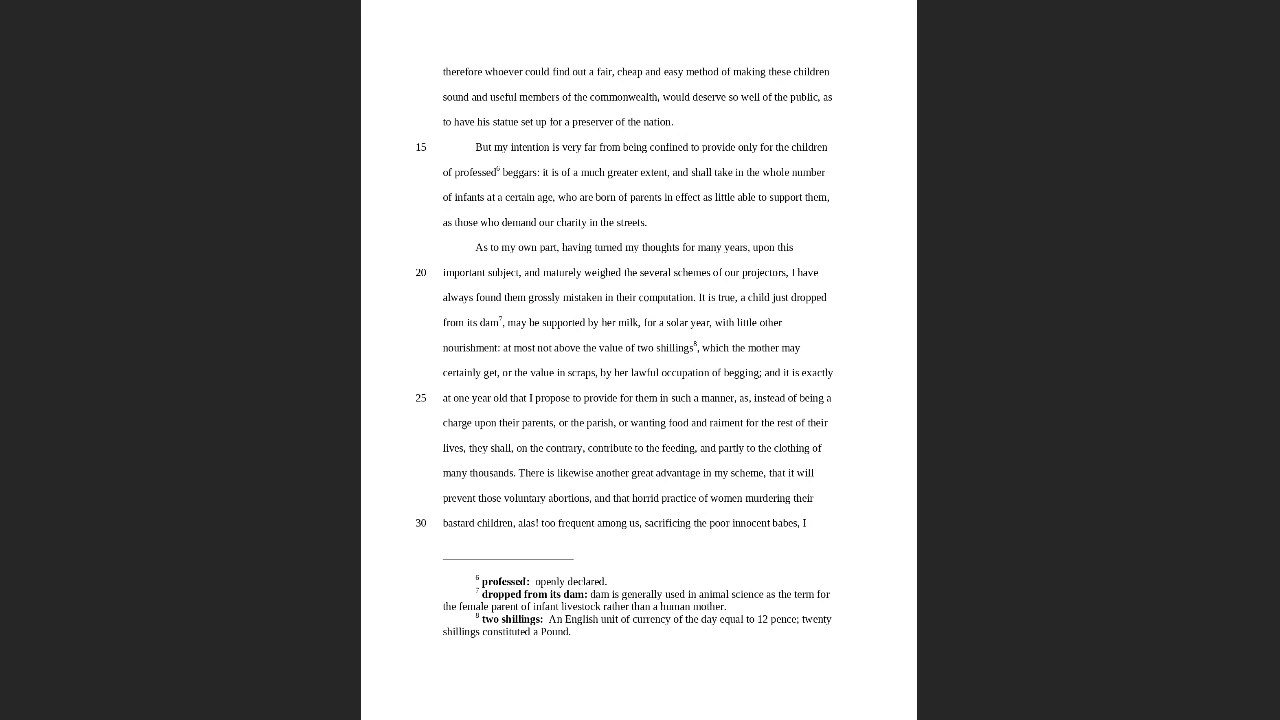 therefore whoever could find out a fair, cheap and easy method of making these children
sound and useful members of the commonwealth, would deserve so well of the public, as
to have his statue set up for a preserver of the nation.
15 But my intention is very far from being confined to provide only for the children
of professed⁶ beggars: it is of a much greater extent, and shall take in the whole number
of infants at a certain age, who are born of parents in effect as little able to support them,
as those who demand our charity in the streets.
As to my own part, having turned my thoughts for many years, upon this
20 important subject, and maturely weighed the several schemes of our projectors, I have
always found them grossly mistaken in their computation. It is true, a child just dropped
from its dam⁷, may be supported by her milk, for a solar year, with little other
nourishment: at most not above the value of two shillings⁸, which the mother may
certainly get, or the value in scraps, by her lawful occupation of begging; and it is exactly
25 at one year old that I propose to provide for them in such a manner, as, instead of being a
charge upon their parents, or the parish, or wanting food and raiment for the rest of their
lives, they shall, on the contrary, contribute to the feeding, and partly to the clothing of
many thousands. There is likewise another great advantage in my scheme, that it will
prevent those voluntary abortions, and that horrid practice of women murdering their
30 bastard children, alas! too frequent among us, sacrificing the poor innocent babes, I
⁶ professed: openly declared.
⁷ dropped from its dam: dam is generally used in animal science as the term for
the female parent of infant livestock rather than a human mother.
⁸ two shillings: An English unit of currency of the day equal to 12 pence; twenty
shillings constituted a Pound.